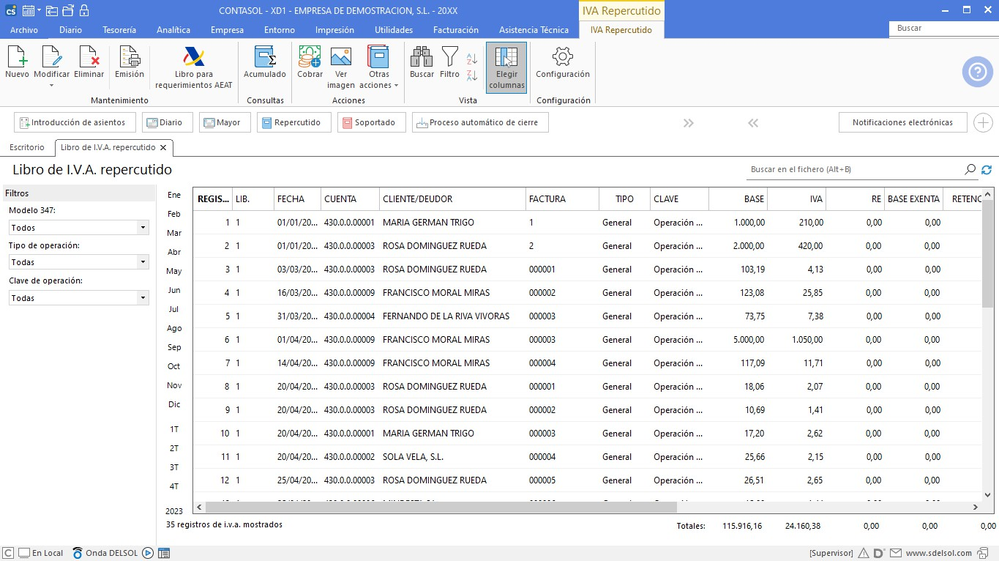 CONTASOL - XD1 - EMPRESA DE DEMOSTRACION, S.L. - 20XX
IVA Repercutido
Archivo Diario Tesorería Analítica Empresa Entorno Impresión Utilidades Facturación Asistencia Técnica IVA Repercutido
Buscar
Nuevo Modificar Eliminar Emisión Libro para requerimientos AEAT Acumulado Cobrar Ver imagen Otras acciones Buscar Filtro Elegir columnas Configuración
Mantenimiento Consultas Acciones Vista Configuración
Introducción de asientos Diario Mayor Repercutido Soportado Proceso automático de cierre Notificaciones electrónicas
Escritorio Libro de I.V.A. repercutido
Libro de I.V.A. repercutido
Buscar en el fichero (Alt+B)
Filtros
Modelo 347:
Todos
Tipo de operación:
Todas
Clave de operación:
Todas
Ene
Feb
Mar
Abr
May
Jun
Jul
Ago
Sep
Oct
Nov
Dic
1T
2T
3T
4T
2023
REGIS... LIB. FECHA CUENTA CLIENTE/DEUDOR FACTURA TIPO CLAVE BASE IVA RE BASE EXENTA RETENC
1 1 01/01/20... 430.0.0.00001 MARIA GERMAN TRIGO 1 General Operación ... 1.000,00 210,00 0,00 0,00
2 1 01/01/20... 430.0.0.00003 ROSA DOMINGUEZ RUEDA 2 General Operación ... 2.000,00 420,00 0,00 0,00
3 1 03/03/20... 430.0.0.00003 ROSA DOMINGUEZ RUEDA 000001 General Operación ... 103,19 4,13 0,00 0,00
4 1 16/03/20... 430.0.0.00009 FRANCISCO MORAL MIRAS 000002 General Operación ... 123,08 25,85 0,00 0,00
5 1 31/03/20... 430.0.0.00004 FERNANDO DE LA RIVA VIVORAS 000003 General Operación ... 73,75 7,38 0,00 0,00
6 1 01/04/20... 430.0.0.00009 FRANCISCO MORAL MIRAS 000003 General Operación ... 5.000,00 1.050,00 0,00 0,00
7 1 14/04/20... 430.0.0.00009 FRANCISCO MORAL MIRAS 000004 General Operación ... 117,09 11,71 0,00 0,00
8 1 20/04/20... 430.0.0.00003 ROSA DOMINGUEZ RUEDA 000001 General Operación ... 18,06 2,07 0,00 0,00
9 1 20/04/20... 430.0.0.00003 ROSA DOMINGUEZ RUEDA 000002 General Operación ... 10,69 1,41 0,00 0,00
10 1 20/04/20... 430.0.0.00001 MARIA GERMAN TRIGO 000003 General Operación ... 17,20 2,62 0,00 0,00
11 1 20/04/20... 430.0.0.00002 SOLA VELA, S.L. 000004 General Operación ... 25,66 2,15 0,00 0,00
12 1 25/04/20... 430.0.0.00003 ROSA DOMINGUEZ RUEDA 000005 General Operación ... 26,51 2,65 0,00 0,00
35 registros de i.v.a. mostrados
Totales: 115.916,16 24.160,38 0,00 0,00 0,00
En Local Onda DELSOL [Supervisor] www.sdelsol.com